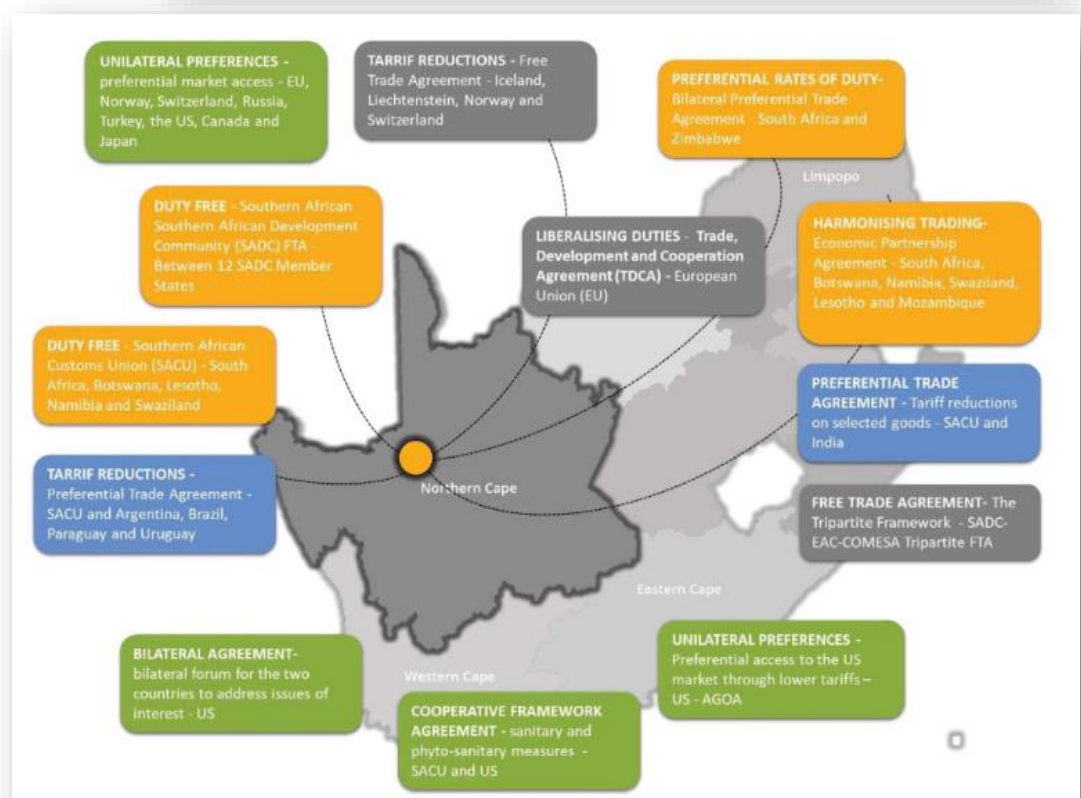 UNILATERAL PREFERENCES -
preferential market access - EU,
Norway, Switzerland, Russia,
Turkey, the US, Canada and
Japan
TARRIF REDUCTIONS - Free
Trade Agreement - Iceland,
Liechtenstein, Norway and
Switzerland
PREFERENTIAL RATES OF DUTY-
Bilateral Preferential Trade
Agreement - South Africa and
Zimbabwe
Limpopo
DUTY FREE - Southern African
Southern African Development
Community (SADC) FTA -
Between 12 SADC Member
States
LIBERALISING DUTIES - Trade,
Development and Cooperation
Agreement (TDCA) - European
Union (EU)
HARMONISING TRADING-
Economic Partnership
Agreement - South Africa,
Botswana, Namibia, Swaziland,
Lesotho and Mozambique
DUTY FREE - Southern African
Customs Union (SACU) - South
Africa, Botswana, Lesotho,
Namibia and Swaziland
PREFERENTIAL TRADE
AGREEMENT - Tariff reductions
on selected goods - SACU and
India
TARRIF REDUCTIONS -
Preferential Trade Agreement -
SACU and Argentina, Brazil,
Paraguay and Uruguay
Northern Cape
FREE TRADE AGREEMENT- The
Tripartite Framework - SADC-
EAC-COMESA Tripartite FTA
Eastern Cape
BILATERAL AGREEMENT-
bilateral forum for the two
countries to address issues of
interest - US
Western Cape
UNILATERAL PREFERENCES -
Preferential access to the US
market through lower tariffs –
US - AGOA
COOPERATIVE FRAMEWORK
AGREEMENT - sanitary and
phyto-sanitary measures -
SACU and US